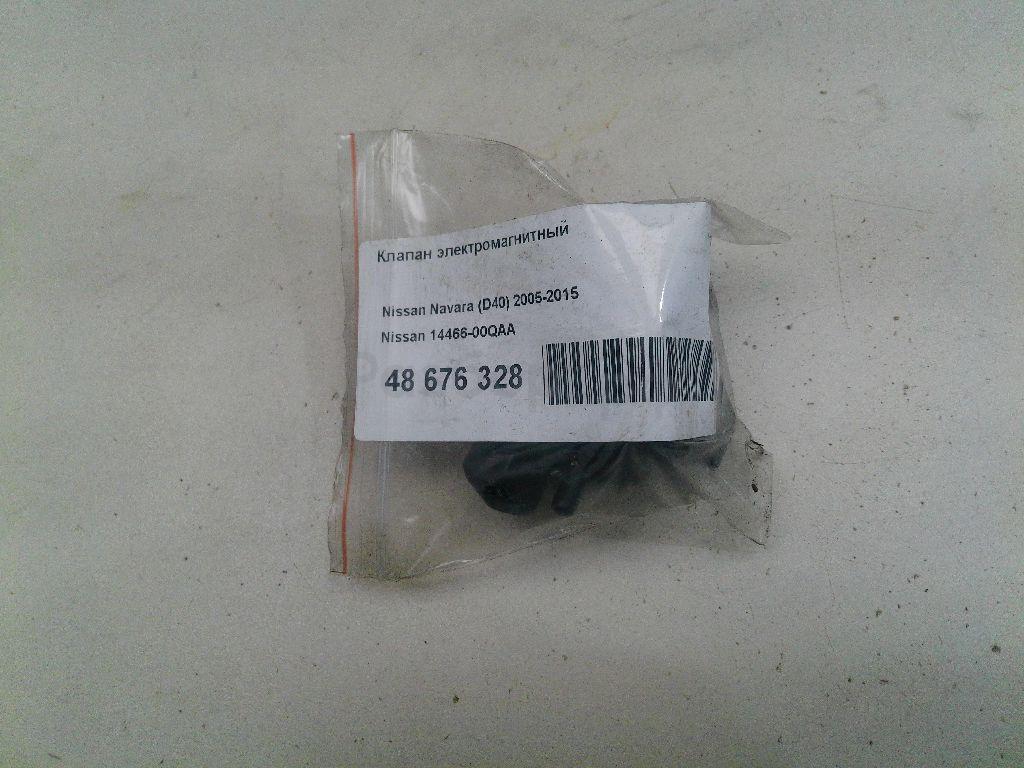 Клапан электромагнитный
Nissan Navara (D40) 2005-2015
Nissan 14466-00QAA
48 676 328